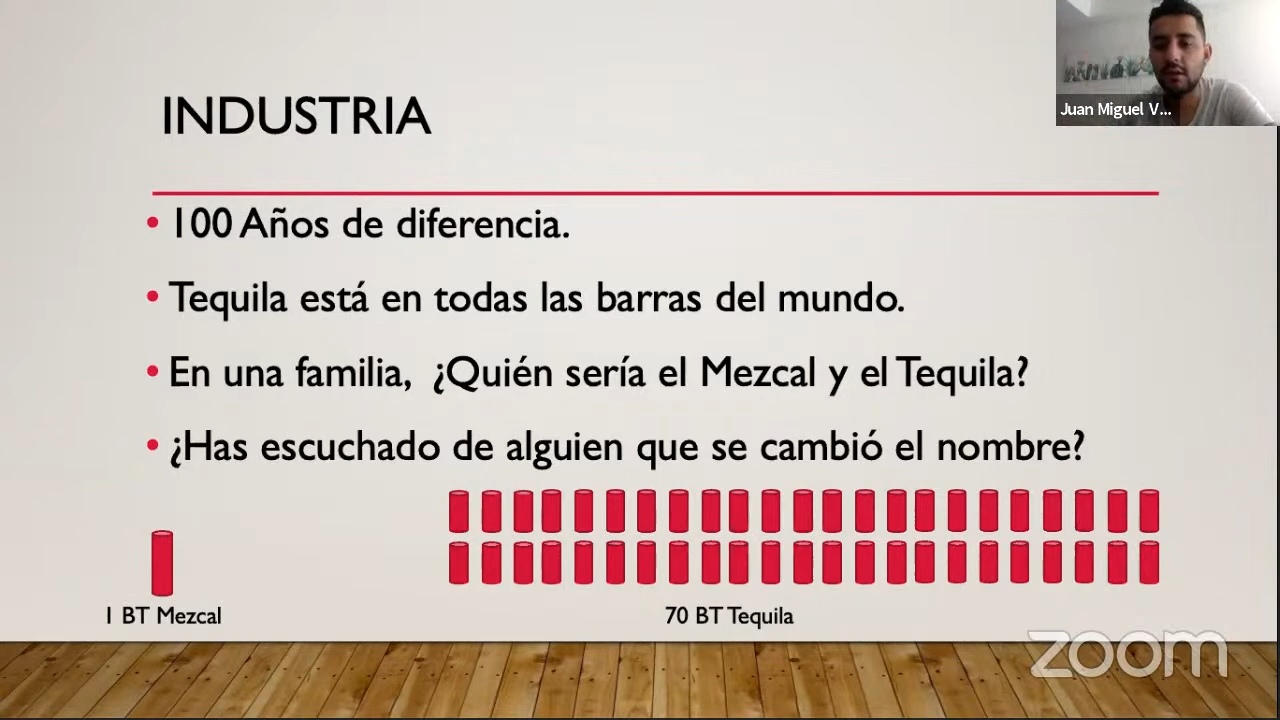 INDUSTRIA
Juan Miguel V...
• 100 Años de diferencia.
• Tequila está en todas las barras del mundo.
• En una familia, ¿Quién sería el Mezcal y el Tequila?
• ¿Has escuchado de alguien que se cambió el nombre?
1 BT Mezcal
70 BT Tequila
zoom